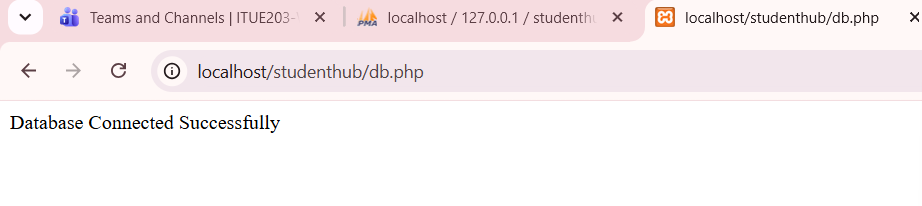 Teams and Channels | ITUE203-
PMA localhost / 127.0.0.1 / studenth
localhost/studenthub/db.php
localhost/studenthub/db.php
Database Connected Successfully